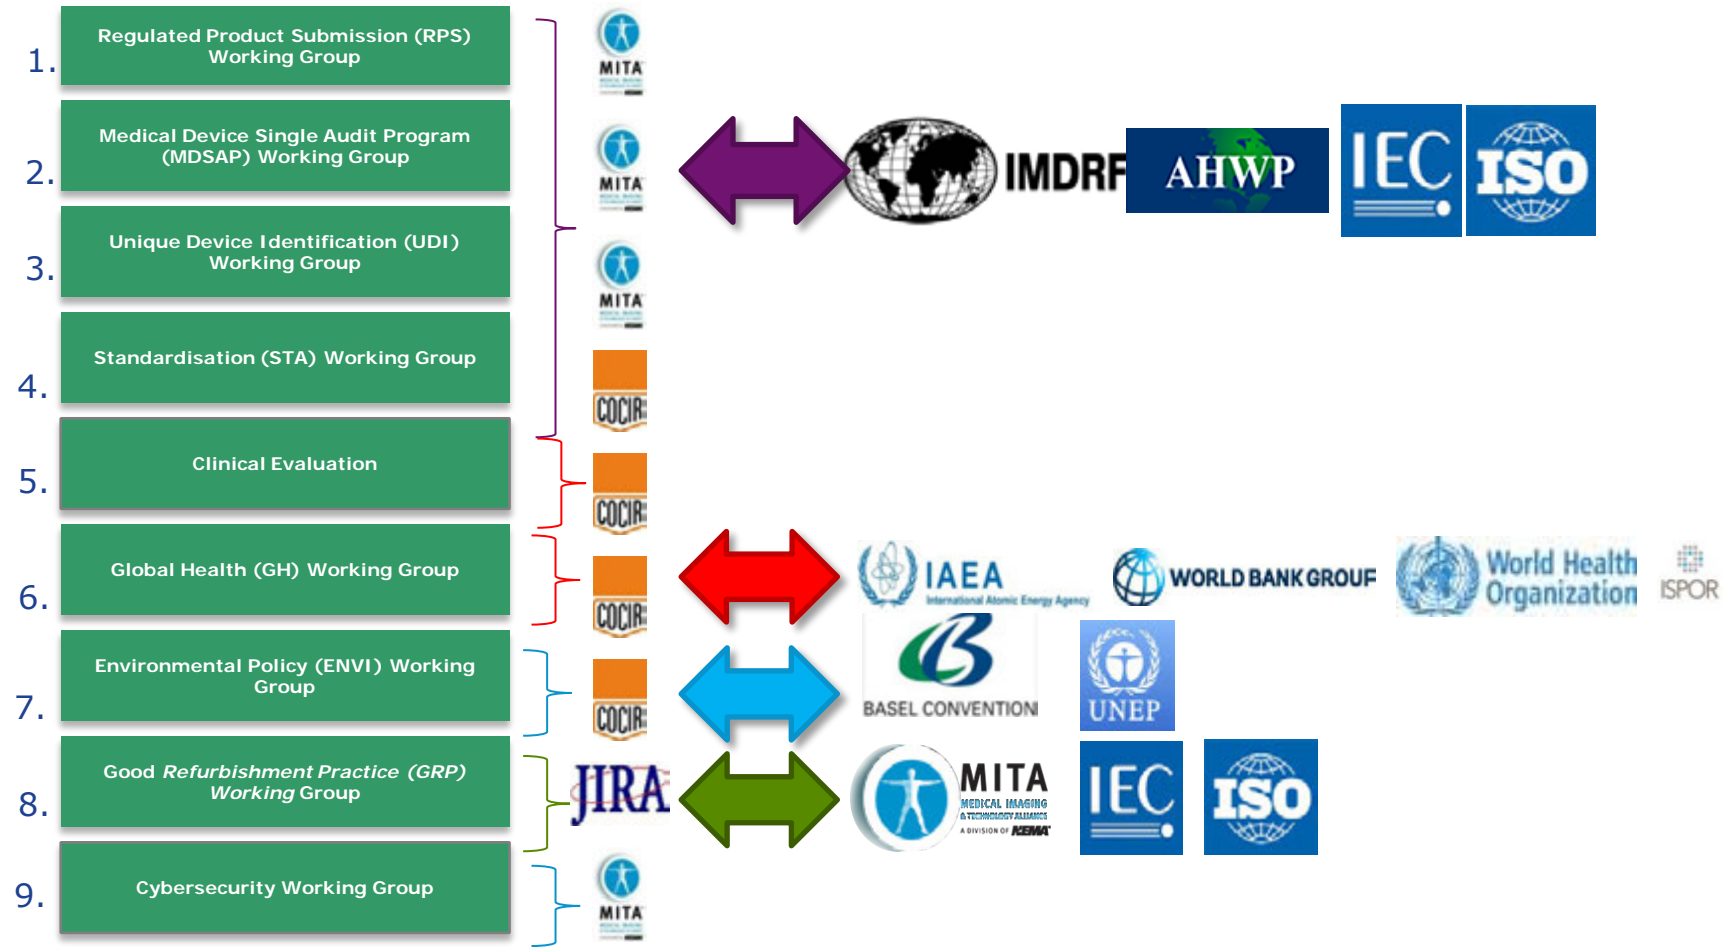 1.
Regulated Product Submission (RPS)
Working Group
MITA
2.
Medical Device Single Audit Program
(MDSAP) Working Group
MITA
IMDRF
AHWP
IEC
ISO
3.
Unique Device Identification (UDI)
Working Group
MITA
4.
Standardisation (STA) Working Group
COCIR
5.
Clinical Evaluation
COCIR
6.
Global Health (GH) Working Group
COCIR
IAEA
International Atomic Energy Agency
WORLD BANK GROUP
World Health
Organization
ISPOR
7.
Environmental Policy (ENVI) Working
Group
COCIR
BASEL CONVENTION
UNEP
8.
Good Refurbishment Practice (GRP)
Working Group
JIRA
MITA
MEDICAL IMAGING
& TECHNOLOGY ALLIANCE
A DIVISION OF NEMA
IEC
ISO
9.
Cybersecurity Working Group
MITA